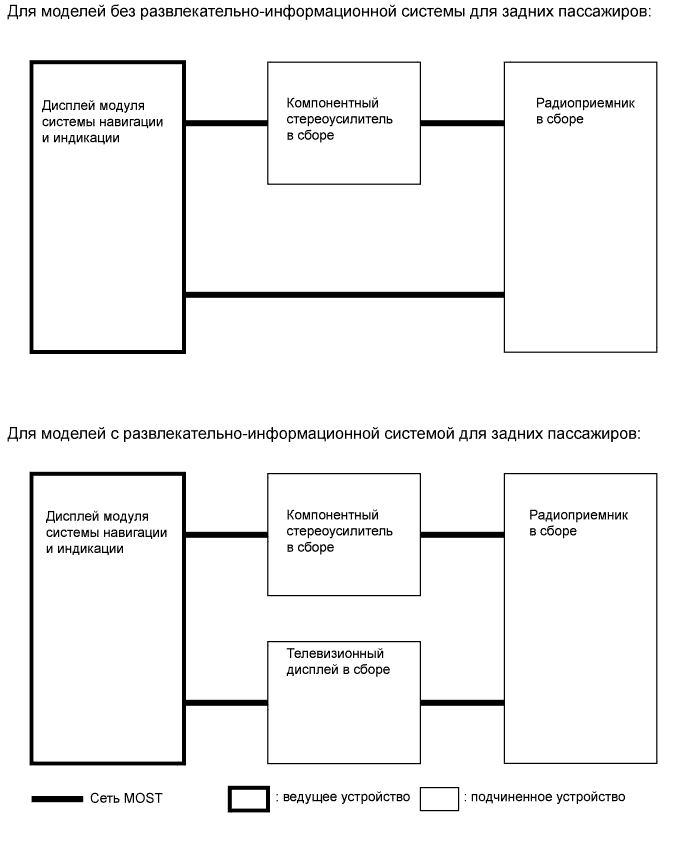 Для моделей без развлекательно-информационной системы для задних пассажиров:
Дисплей модуля
системы навигации
и индикации
Компонентный
стереоусилитель
в сборе
Радиоприемник
в сборе
Для моделей с развлекательно-информационной системой для задних пассажиров:
Дисплей модуля
системы навигации
и индикации
Компонентный
стереоусилитель
в сборе
Радиоприемник
в сборе
Телевизионный
дисплей в сборе
Сеть MOST
: ведущее устройство
: подчиненное устройство